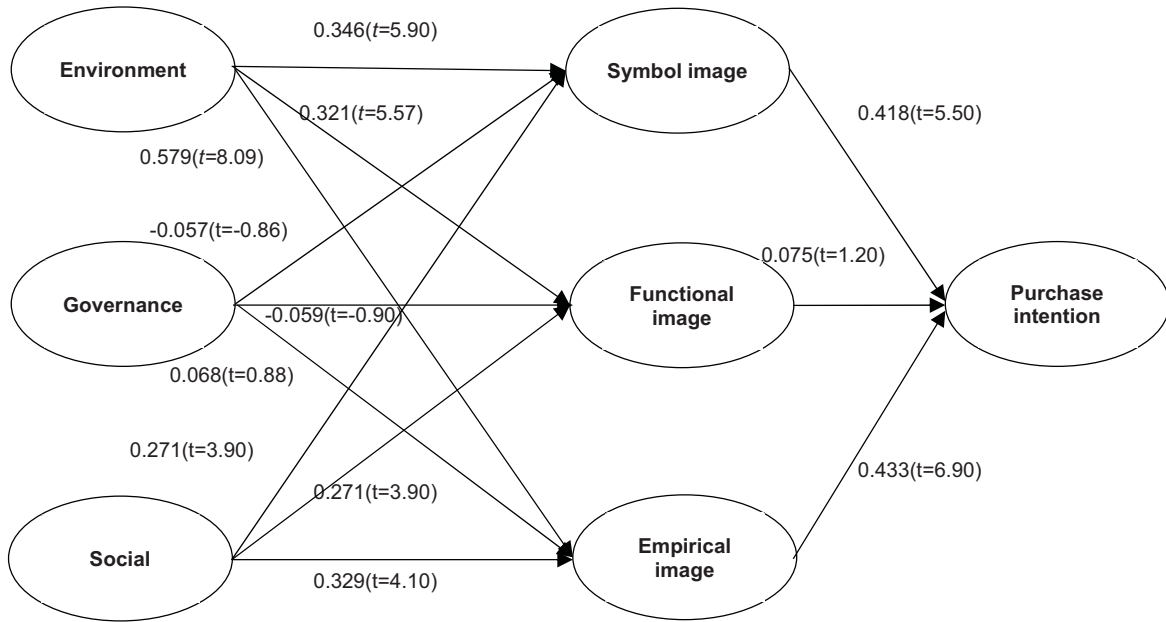 0.346(t=5.90)
Environment
Symbol image
0.321(t=5.57)
0.418(t=5.50)
0.579(t=8.09)
-0.057(t=-0.86)
0.075(t=1.20)
Governance
Functional
image
Purchase
intention
-0.059(t=-0.90)
0.068(t=0.88)
0.271(t=3.90)
0.433(t=6.90)
0.271(t=3.90)
Social
Empirical
image
0.329(t=4.10)